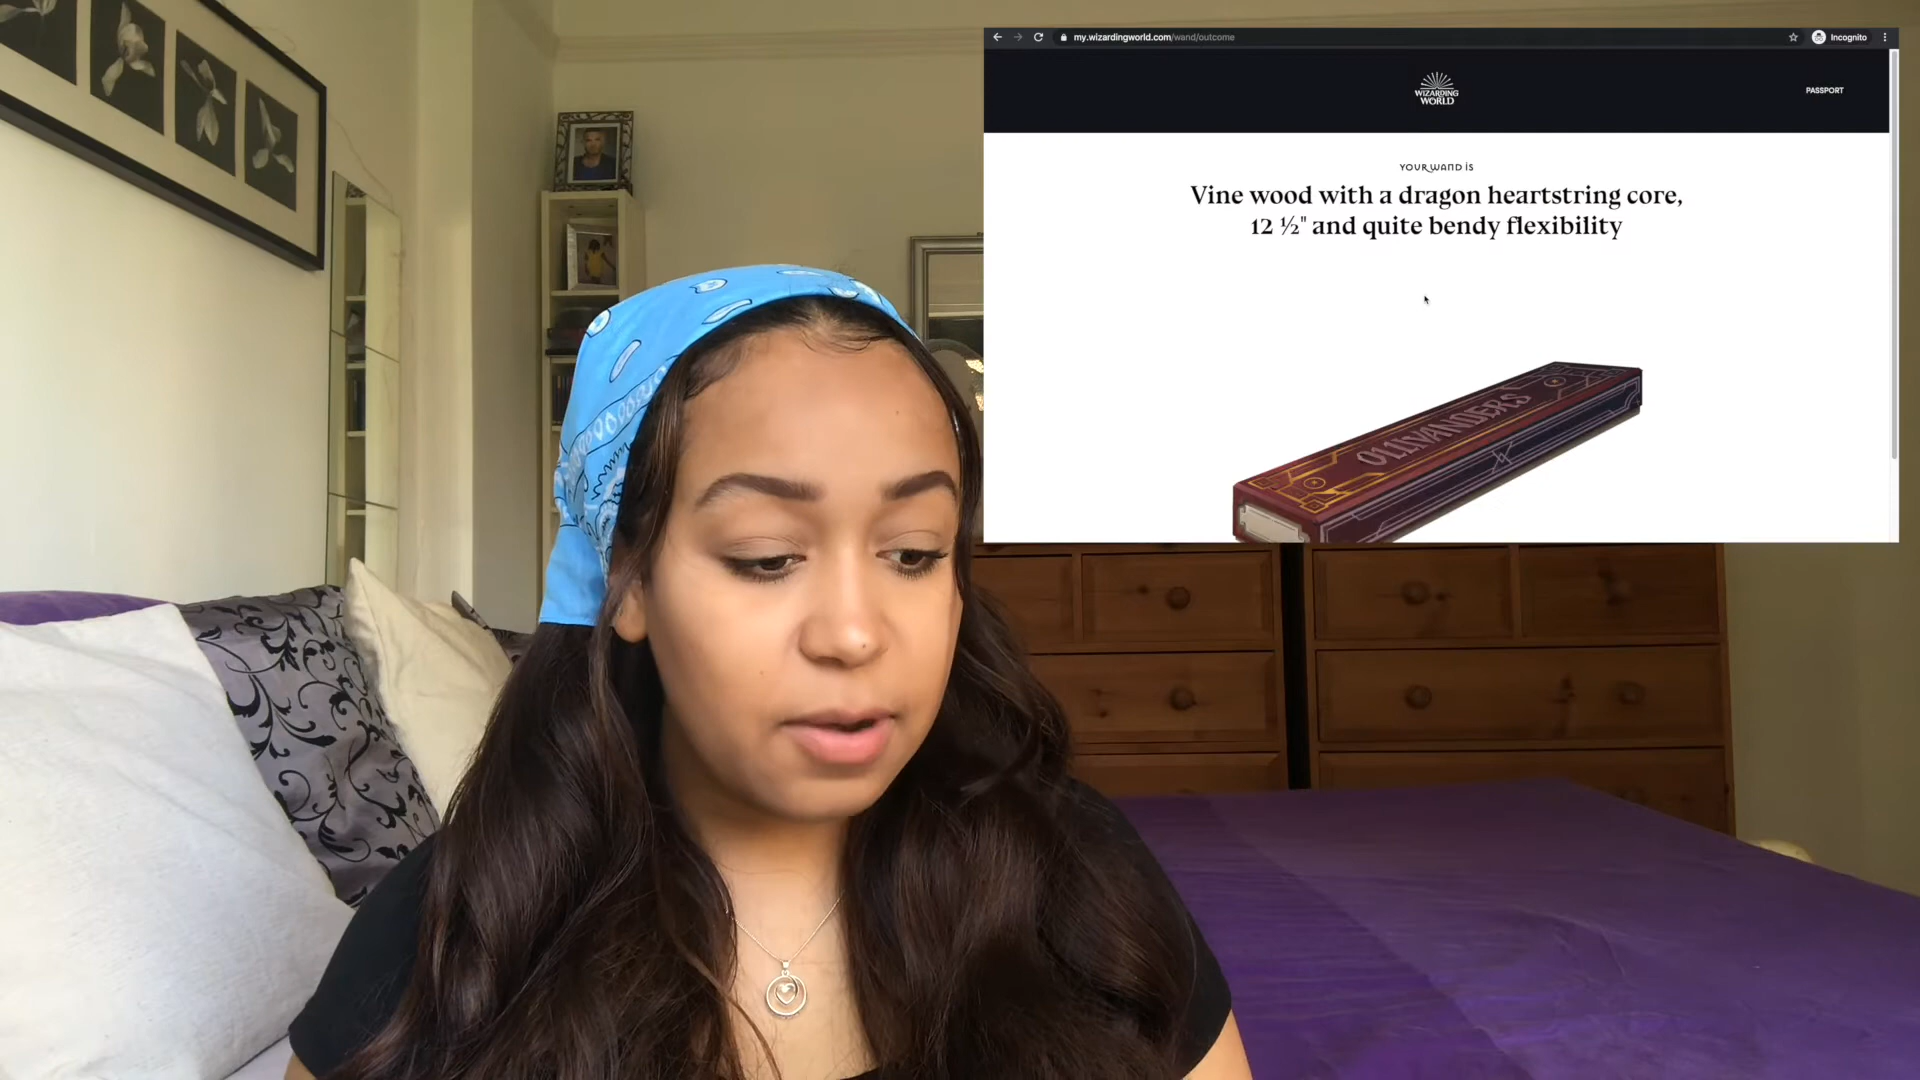 my.wizardingworld.com/wand/outcome
Incognito
WIZARDING
WORLD
PASSPORT
YOUR WAND IS
Vine wood with a dragon heartstring core,
12 ½" and quite bendy flexibility
OLLIVANDERS